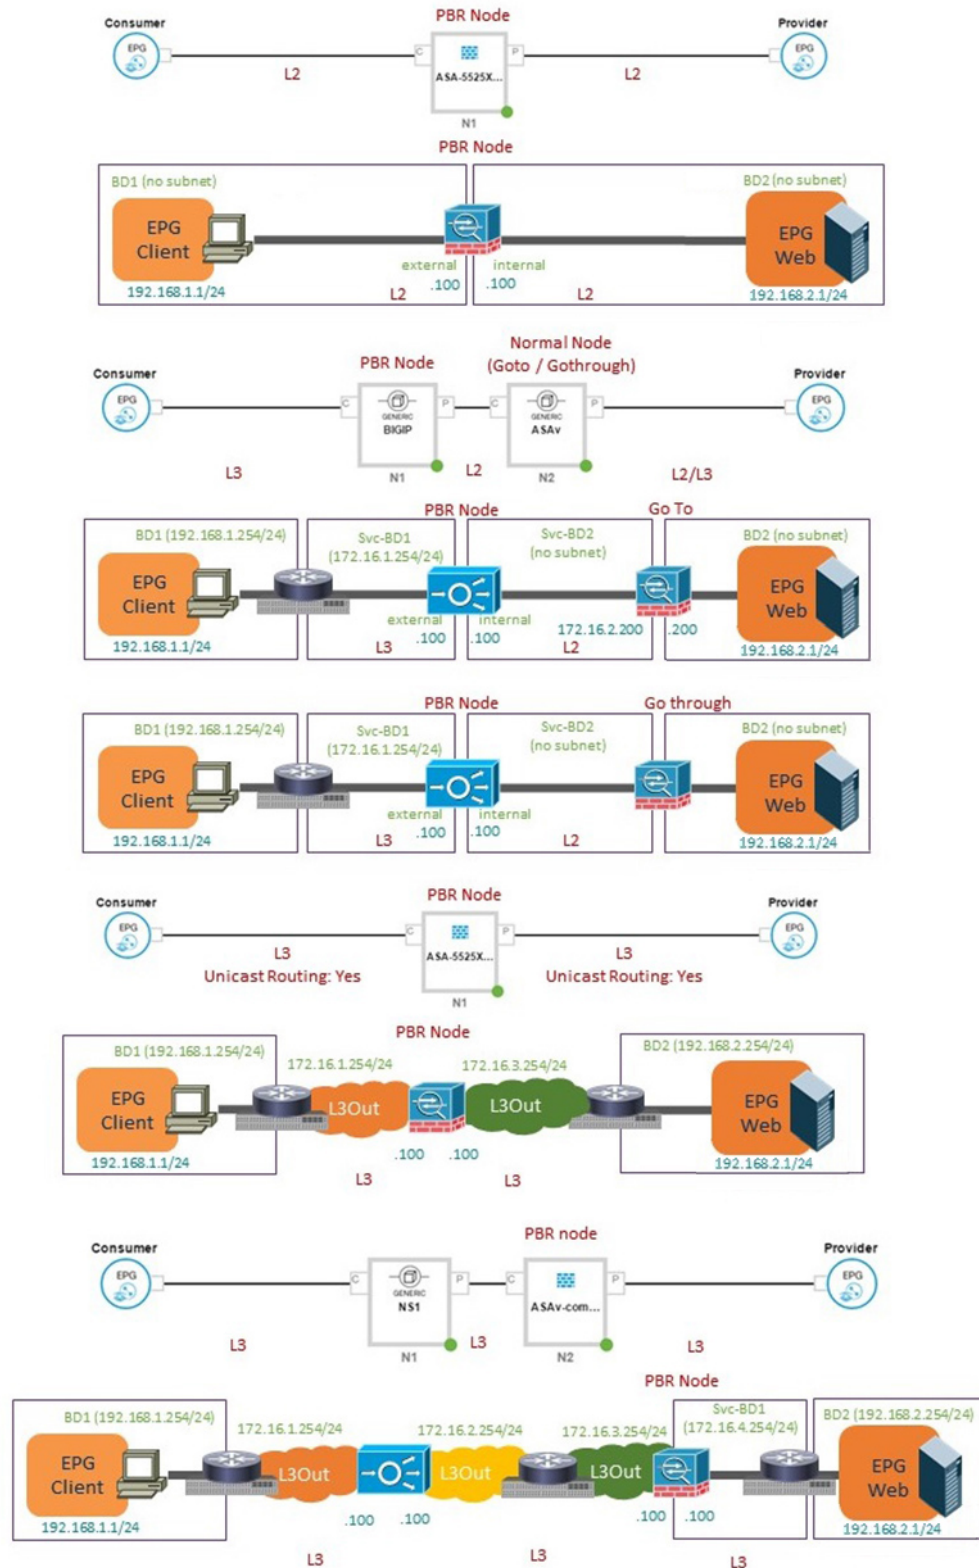 PBR Node
Consumer
Provider
EPG
C
P
EPG
ASA-5525X...
L2
L2
N1
PBR Node
BD1 (no subnet)
BD2 (no subnet)
EPG
Client
EPG
Web
external
internal
192.168.1.1/24
L2
.100
.100
L2
192.168.2.1/24
Normal Node
PBR Node
(Goto / Gothrough)
Consumer
Provider
EPG
C
P
C
P
EPG
GENERIC
BIGIP
GENERIC
ASAv
L3
N1
L2
N2
L2/L3
PBR Node
Go To
BD1 (192.168.1.254/24)
Svc-BD1
(172.16.1.254/24)
Svc-BD2
(no subnet)
BD2 (no subnet)
EPG
Client
EPG
Web
external
internal
.100
.100
172.16.2.200
.200
192.168.1.1/24
L3
L2
192.168.2.1/24
PBR Node
Go through
BD1 (192.168.1.254/24)
Svc-BD1
(172.16.1.254/24)
Svc-BD2
(no subnet)
BD2 (no subnet)
EPG
Client
EPG
Web
external
internal
.100
.100
192.168.1.1/24
L3
L2
192.168.2.1/24
PBR Node
Consumer
Provider
EPG
C
P
EPG
ASA-5525X...
L3
L3
Unicast Routing: Yes
Unicast Routing: Yes
N1
PBR Node
BD1 (192.168.1.254/24)
172.16.1.254/24
172.16.3.254/24
BD2 (192.168.2.254/24)
EPG
Client
L3Out
L3Out
EPG
Web
192.168.1.1/24
.100
.100
192.168.2.1/24
L3
L3
PBR node
Consumer
Provider
EPG
C
P
C
P
EPG
GENERIC
NS1
ASAv-com...
L3
N1
L3
N2
L3
PBR Node
BD1 (192.168.1.254/24)
172.16.1.254/24
172.16.2.254/24
172.16.3.254/24
Svc-BD1
(172.16.4.254/24)
BD2 (192.168.2.254/24)
EPG
Client
L3Out
L3Out
L3Out
EPG
Web
192.168.1.1/24
.100
.100
.100
.100
192.168.2.1/24
L3
L3
L3